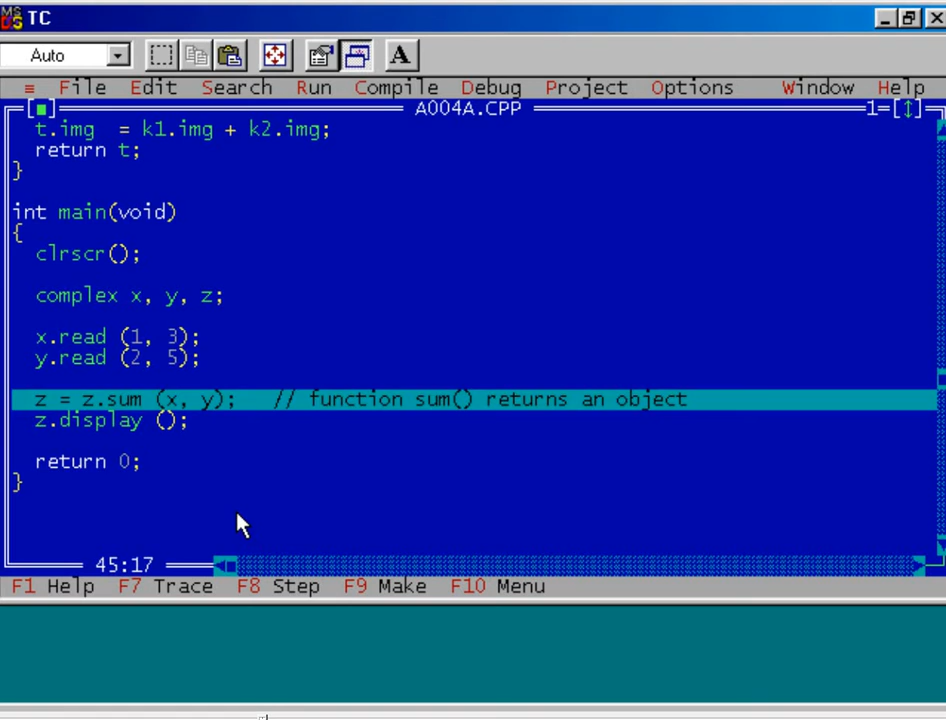 MS DOS TC
Auto
A
≡ File Edit Search Run Compile Debug Project Options Window Help
[■] A004A.CPP 1=[↕]
t.img = k1.img + k2.img;
return t;
}
int main(void)
{
clrscr();
complex x, y, z;
x.read (1, 3);
y.read (2, 5);
z = z.sum (x, y); // function sum() returns an object
z.display ();
return 0;
}
45:17
F1 Help F7 Trace F8 Step F9 Make F10 Menu